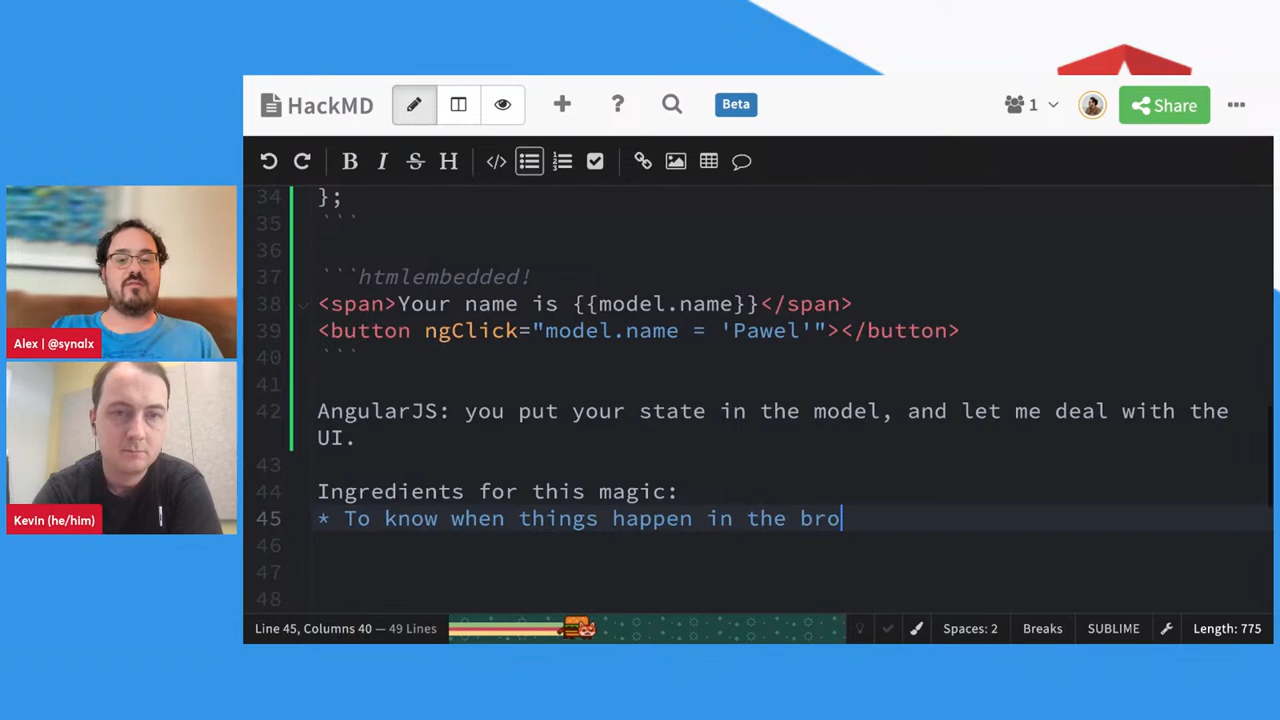 HackMD
Beta
1
Share
B I S H
34 };
35 ```
36
37 ```htmlembedded!
38 <span>Your name is {{model.name}}</span>
39 <button ngClick="model.name = 'Pawel'"></button>
40 ```
41
42 AngularJS: you put your state in the model, and let me deal with the
UI.
43
44 Ingredients for this magic:
45 * To know when things happen in the bro
46
47
48
Line 45, Columns 40 — 49 Lines
Spaces: 2
Breaks
SUBLIME
Length: 775
Alex | @synalx
Kevin (he/him)